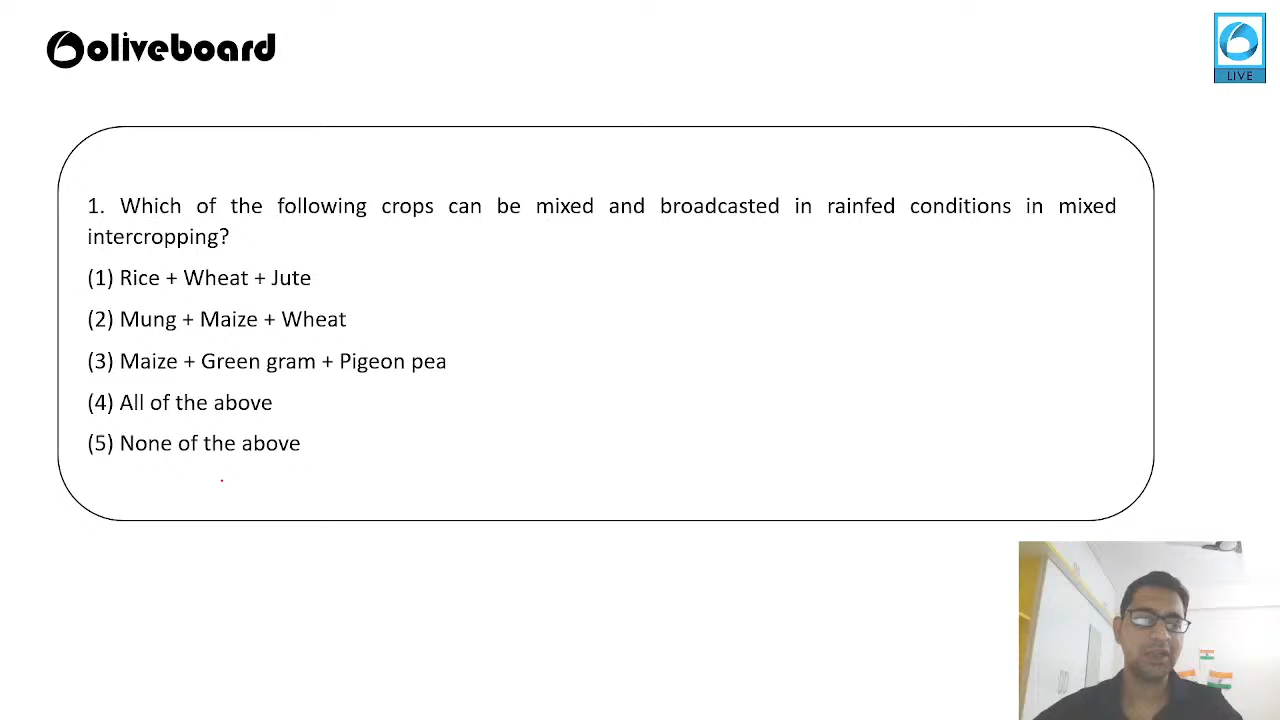 oliveboard
LIVE
1. Which of the following crops can be mixed and broadcasted in rainfed conditions in mixed
intercropping?
(1) Rice + Wheat + Jute
(2) Mung + Maize + Wheat
(3) Maize + Green gram + Pigeon pea
(4) All of the above
(5) None of the above